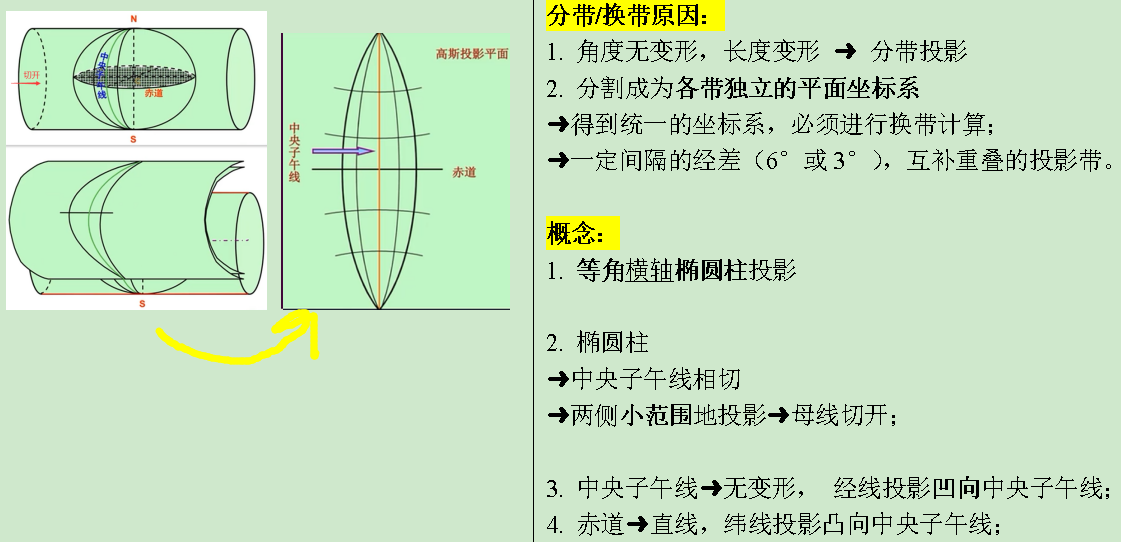 N
切开
中央子午线
赤道
S
S
高斯投影平面
中央子午线
赤道
分带/换带原因：
1. 角度无变形，长度变形 ➜ 分带投影
2. 分割成为各带独立的平面坐标系
➜得到统一的坐标系，必须进行换带计算；
➜一定间隔的经差（6°或3°），互补重叠的投影带。
概念：
1. 等角横轴椭圆柱投影
2. 椭圆柱
➜中央子午线相切
➜两侧小范围地投影➜母线切开；
3. 中央子午线➜无变形， 经线投影凹向中央子午线；
4. 赤道➜直线，纬线投影凸向中央子午线；